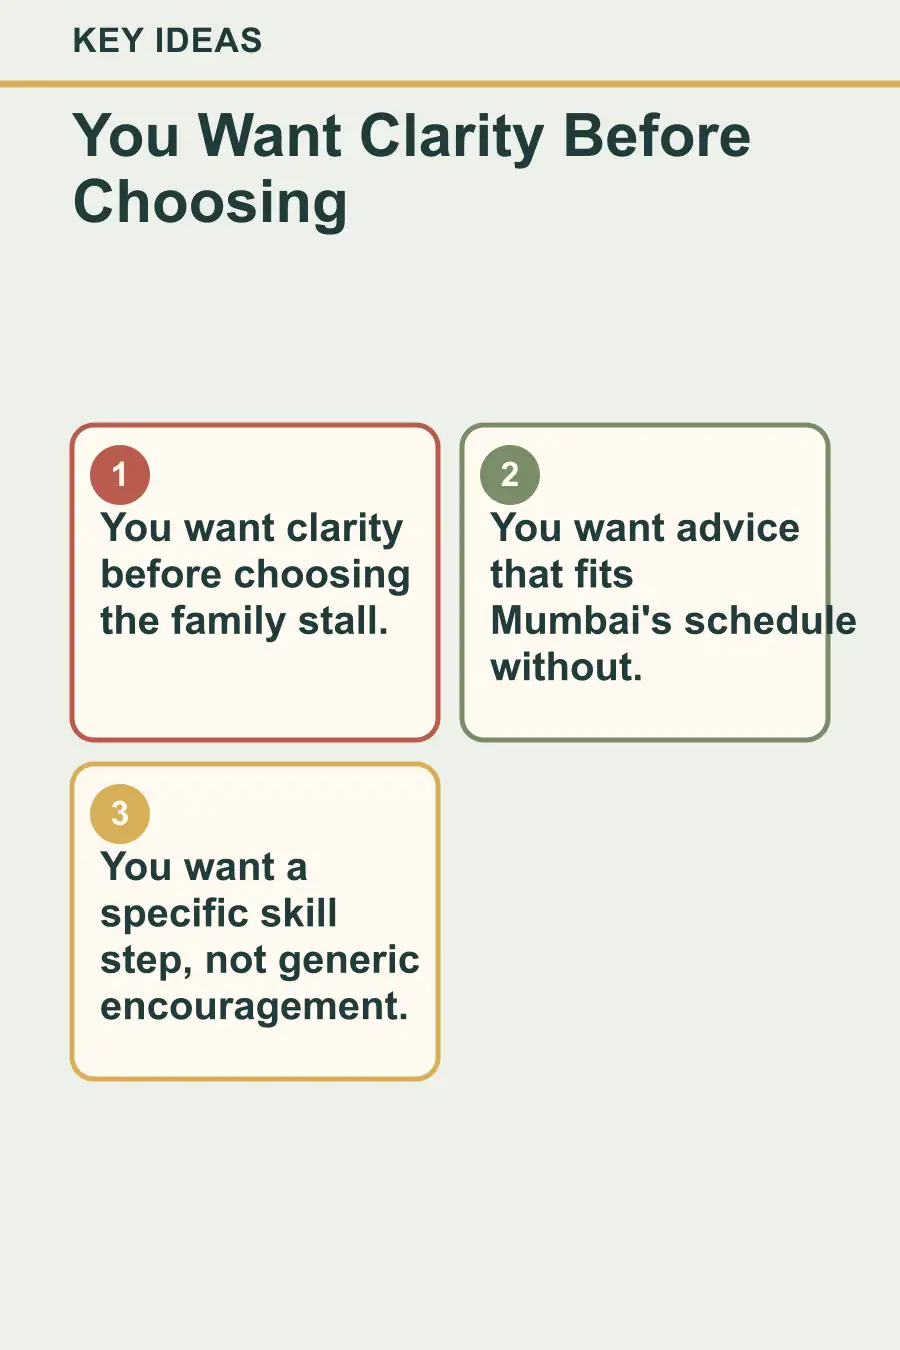 KEY IDEAS
You Want Clarity Before
Choosing
1
You want clarity
before choosing
the family stall.
2
You want advice
that fits
Mumbai's schedule
without.
3
You want a
specific skill
step, not generic
encouragement.